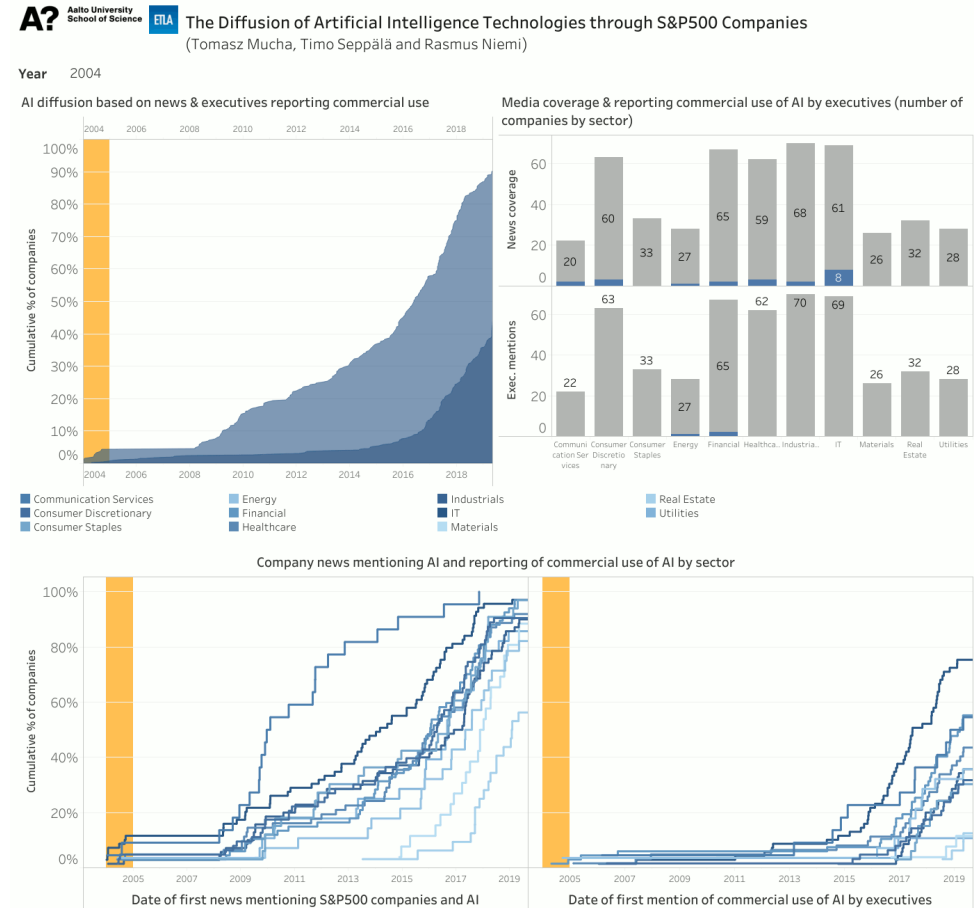 A?
Aalto University
School of Science
ETLA
The Diffusion of Artificial Intelligence Technologies through S&P500 Companies
(Tomasz Mucha, Timo Seppälä and Rasmus Niemi)
Year 2004
AI diffusion based on news & executives reporting commercial use
2004 2006 2008 2010 2012 2014 2016 2018
100%
90%
80%
70%
60%
50%
40%
30%
20%
10%
0%
Cumulative % of companies
2004 2006 2008 2010 2012 2014 2016 2018
Media coverage & reporting commercial use of AI by executives (number of
companies by sector)
News coverage
60
40
20
0
20 60 33 27 65 59 68 61 8 26 32 28
Exec. mentions
60
40
20
0
22 63 33 27 65 62 70 69 26 32 28
Communi
cation Ser
vices
Consumer
Discretio
nary
Consumer
Staples
Energy
Financial
Healthca..
Industria..
IT
Materials
Real
Estate
Utilities
Communication Services
Consumer Discretionary
Consumer Staples
Energy
Financial
Healthcare
Industrials
IT
Materials
Real Estate
Utilities
Company news mentioning AI and reporting of commercial use of AI by sector
100%
80%
60%
40%
20%
0%
Cumulative % of companies
2005 2007 2009 2011 2013 2015 2017 2019
Date of first news mentioning S&P500 companies and AI
2005 2007 2009 2011 2013 2015 2017 2019
Date of first mention of commercial use of AI by executives